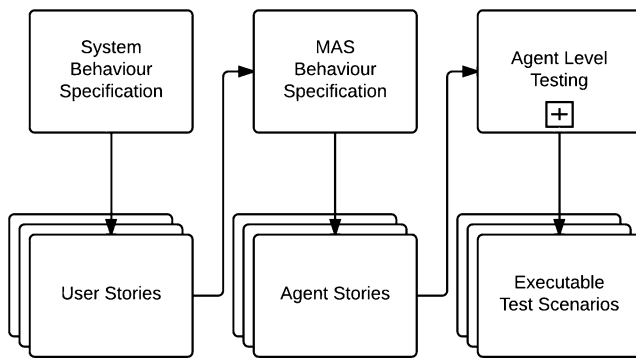 System
Behaviour
Specification
MAS
Behaviour
Specification
Agent Level
Testing
User Stories
Agent Stories
Executable
Test Scenarios